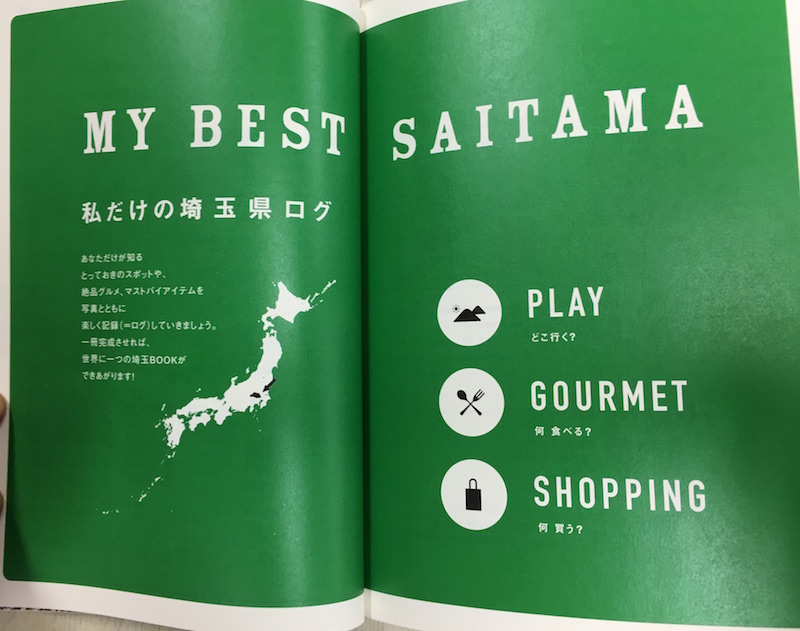 MY BEST SAITAMA
私だけの埼玉県ログ
あなただけが知る
とっておきのスポットや、
絶品グルメ、マストバイアイテムを
写真とともに
楽しく記録(=ログ)していきましょう。
一冊完成させれば、
世界に一つの埼玉BOOKが
できあがります!
PLAY
どこ行く?
GOURMET
何 食べる?
SHOPPING
何 買う?